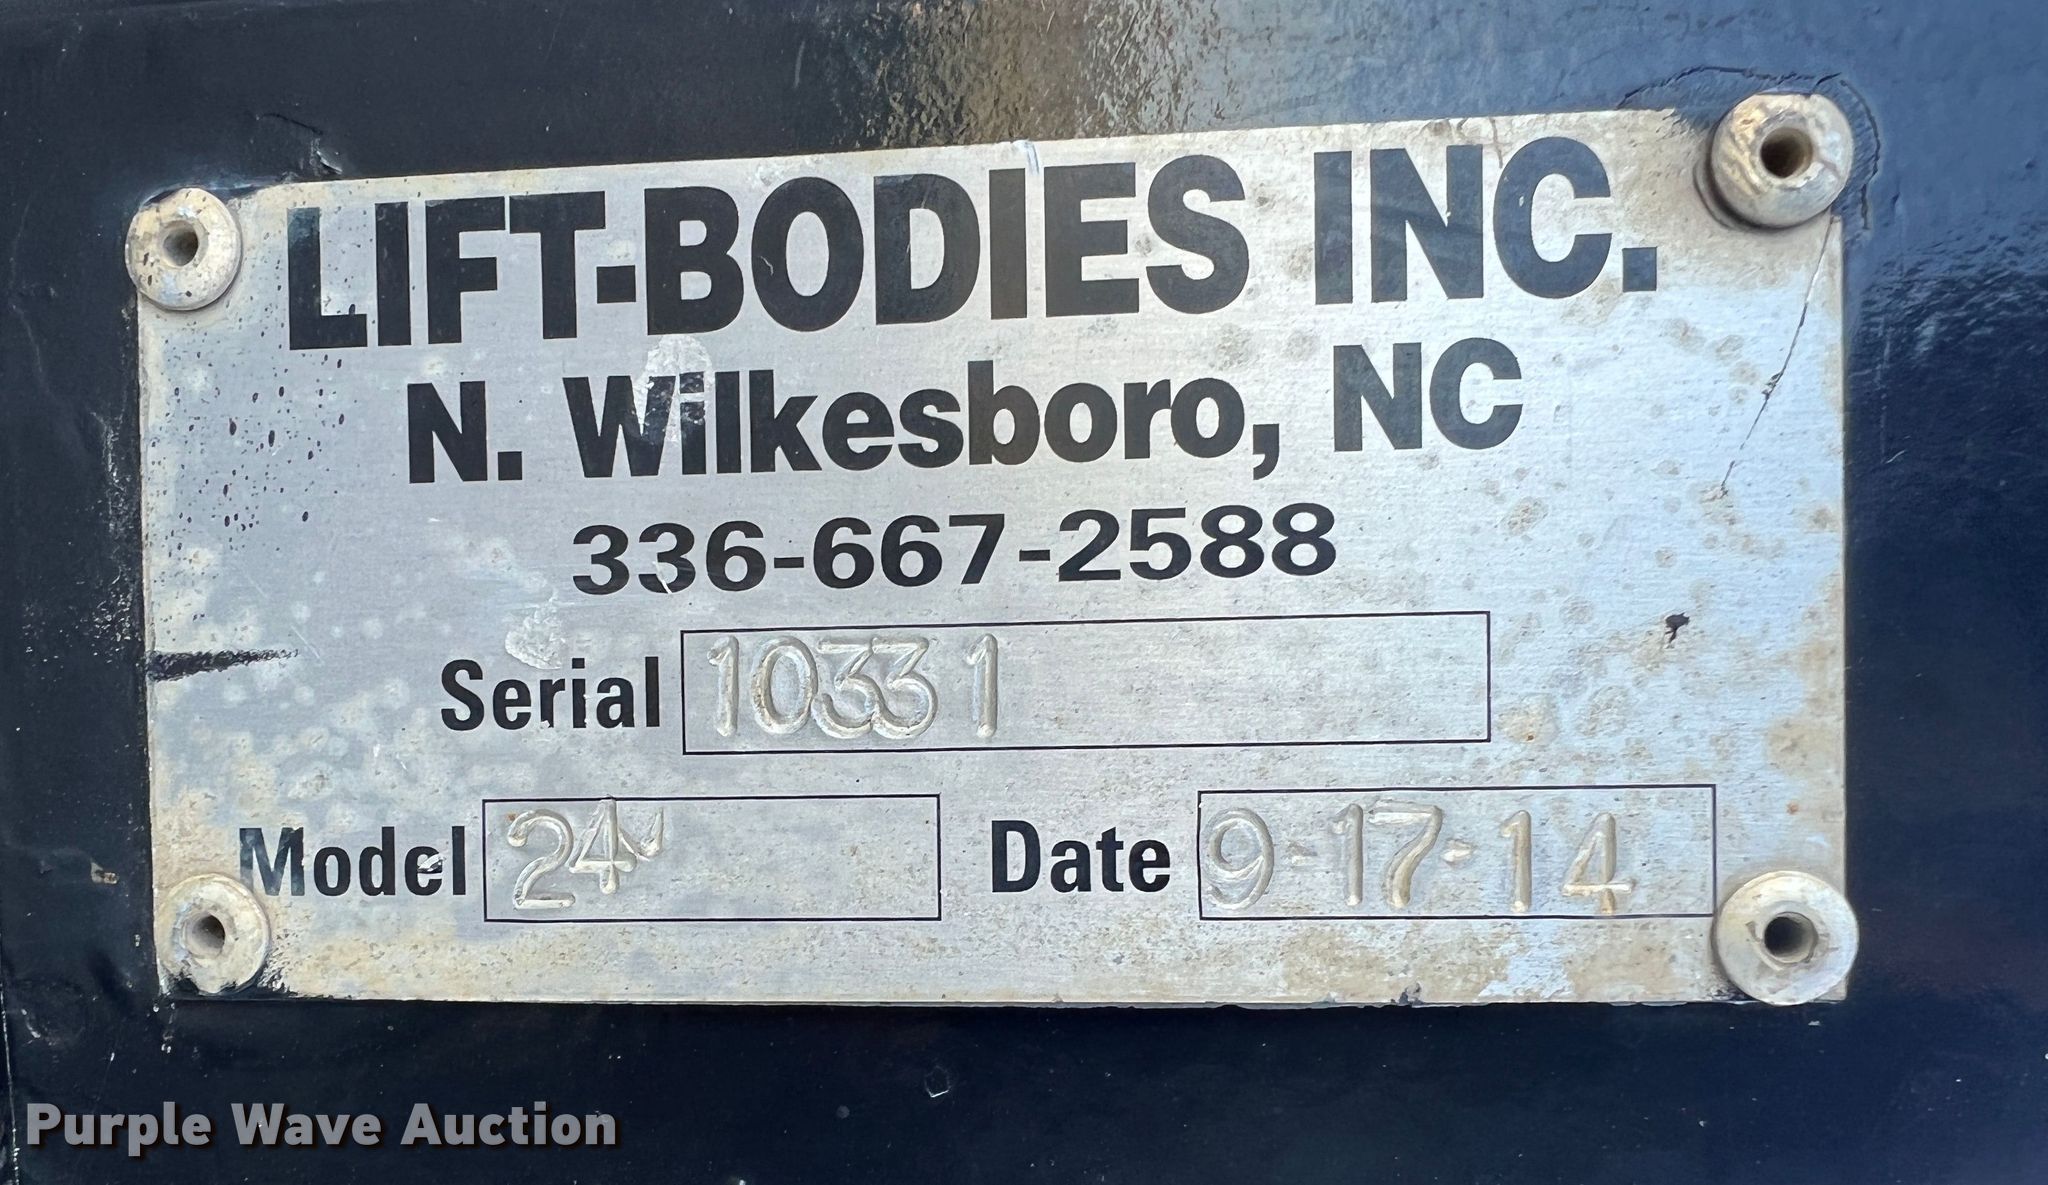 LIFT-BODIES INC.
N. Wilkesboro, NC
336-667-2588
Serial 10331
Model 24
Date 9-17-14
Purple Wave Auction